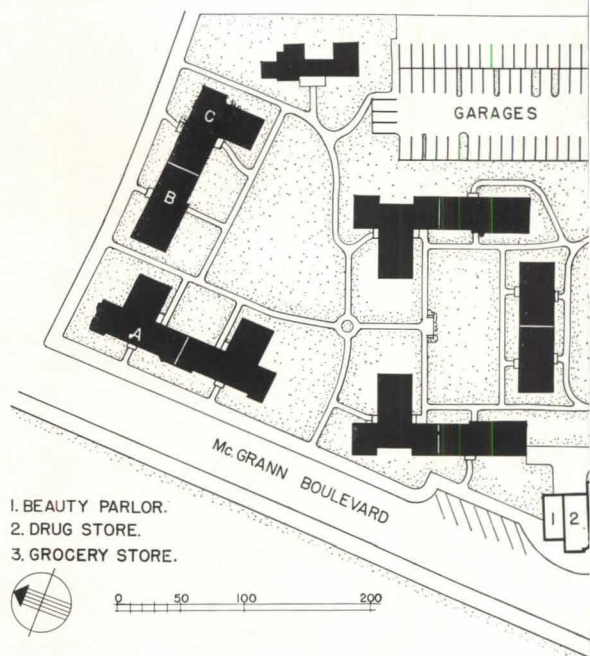 GARAGES
C
B
A
Mc. GRANN BOULEVARD
1. BEAUTY PARLOR.
2. DRUG STORE.
3. GROCERY STORE.
1 2
0 50 100 200